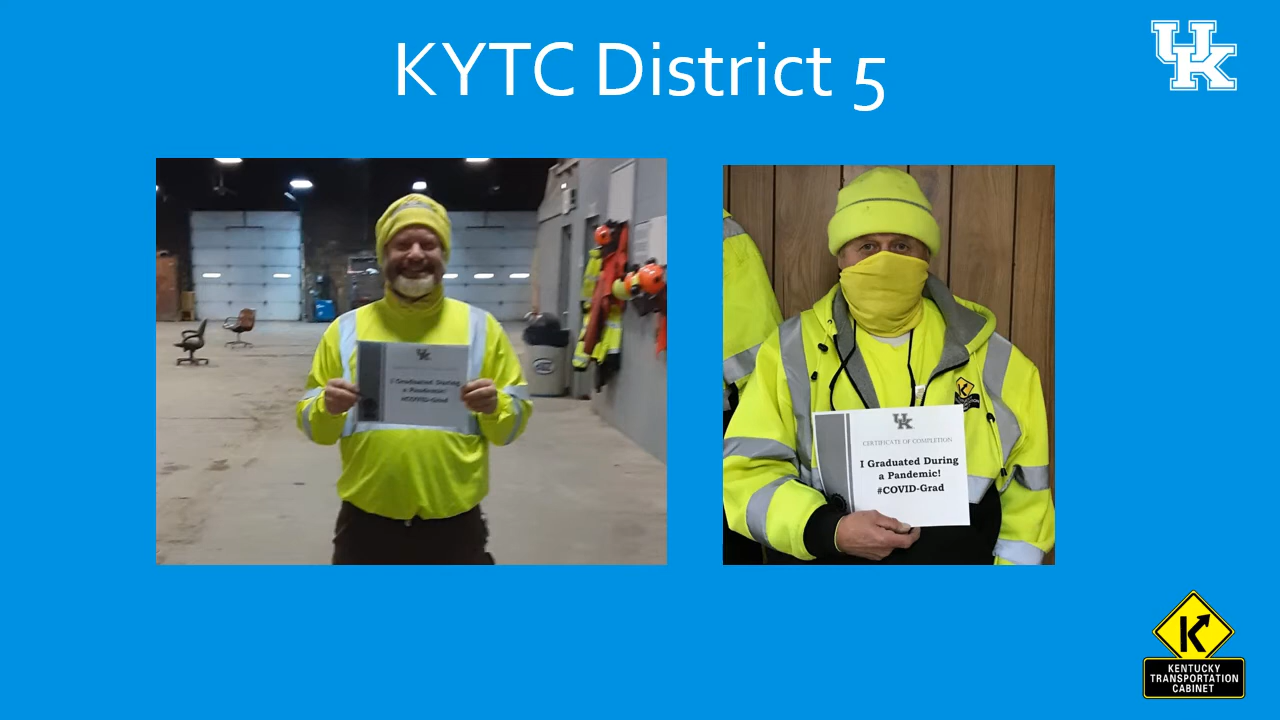 KYTC District 5
UK
UK
I Graduated During
a Pandemic!
#COVID-Grad
UK
CERTIFICATE OF COMPLETION
I Graduated During
a Pandemic!
#COVID-Grad
K
KENTUCKY
TRANSPORTATION
CABINET